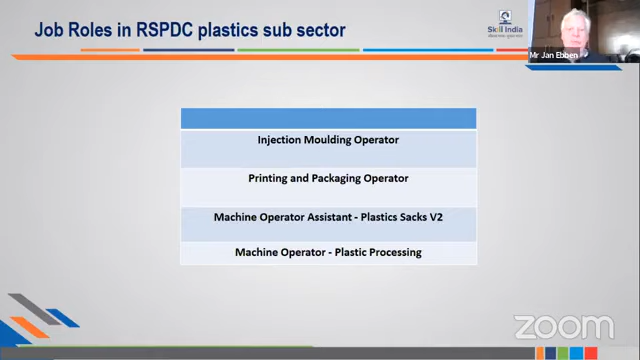 Job Roles in RSPDC plastics sub sector
Skill India
Mr Jan Ebben
Injection Moulding Operator
Printing and Packaging Operator
Machine Operator Assistant - Plastics Sacks V2
Machine Operator - Plastic Processing
zoom